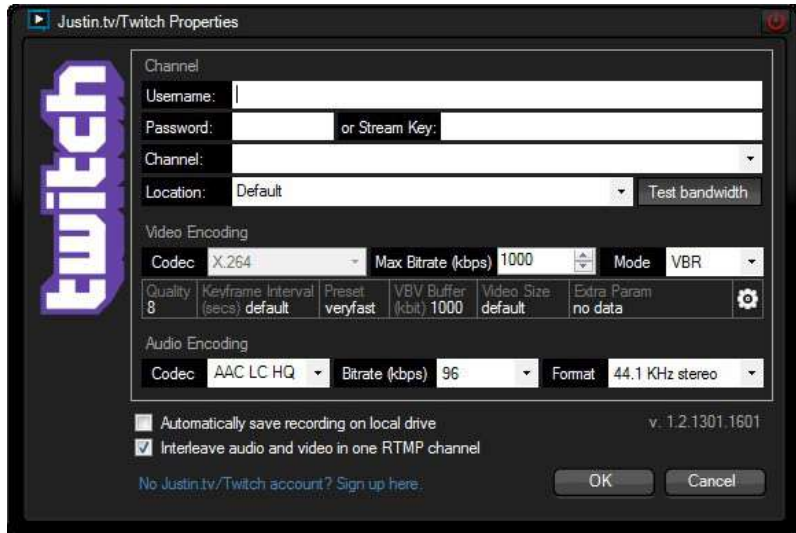 Justin.tv/Twitch Properties
twitch
Channel
Username:
Password: or Stream Key:
Channel:
Location: Default Test bandwidth
Video Encoding
Codec X.264 Max Bitrate (kbps) 1000 Mode VBR
Quality Keyframe Interval Preset VBV Buffer Video Size Extra Param
8 (secs) default veryfast (kbit) 1000 default no data
Audio Encoding
Codec AAC LC HQ Bitrate (kbps) 96 Format 44.1 KHz stereo
Automatically save recording on local drive v. 1.2.1301.1601
Interleave audio and video in one RTMP channel
No Justin.tv/Twitch account? Sign up here. OK Cancel